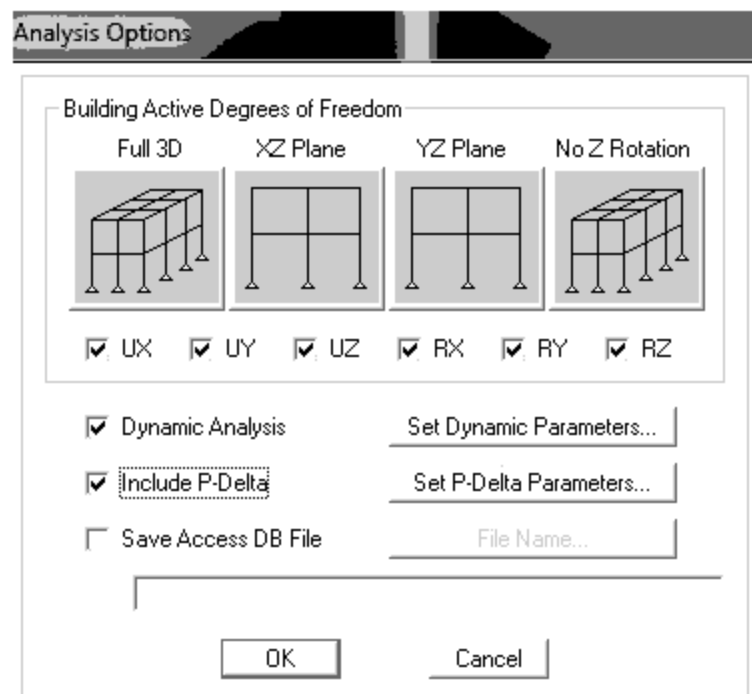 Analysis Options
Building Active Degrees of Freedom
Full 3D XZ Plane YZ Plane No Z Rotation
UX UY UZ RX RY RZ
Dynamic Analysis Set Dynamic Parameters...
Include P-Delta Set P-Delta Parameters...
Save Access DB File File Name...
OK Cancel